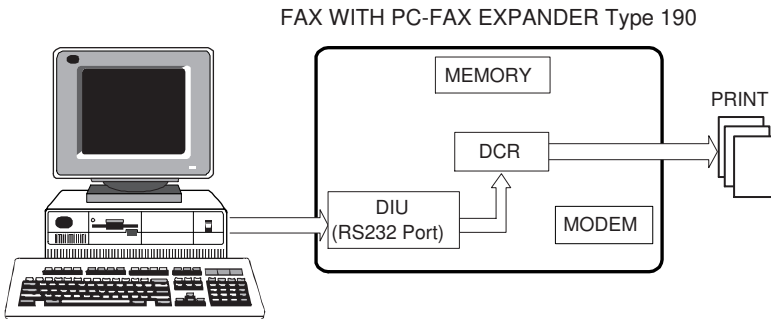 FAX WITH PC-FAX EXPANDER Type 190
MEMORY
PRINT
DCR
DIU
(RS232 Port)
MODEM